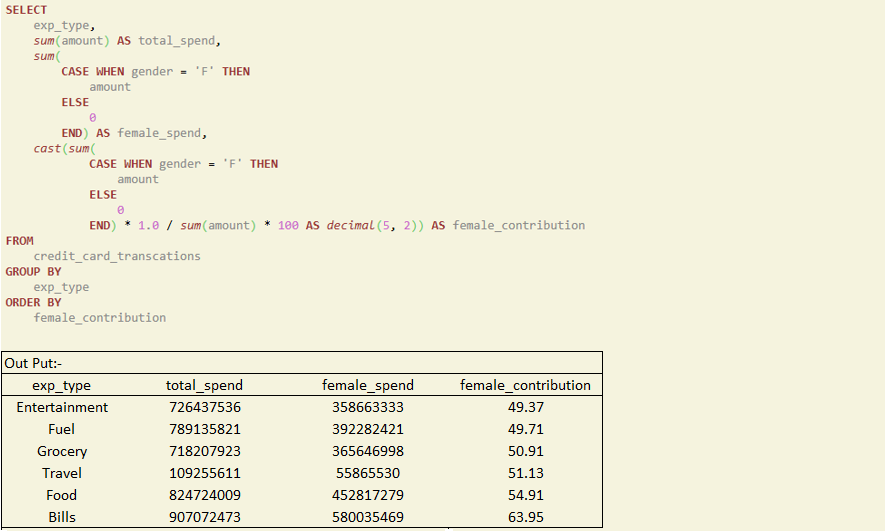 SELECT
exp_type,
sum(amount) AS total_spend,
sum(
CASE WHEN gender = 'F' THEN
amount
ELSE
0
END) AS female_spend,
cast(sum(
CASE WHEN gender = 'F' THEN
amount
ELSE
0
END) * 1.0 / sum(amount) * 100 AS decimal(5, 2)) AS female_contribution
FROM
credit_card_transcations
GROUP BY
exp_type
ORDER BY
female_contribution
Out Put:-
exp_type total_spend female_spend female_contribution
Entertainment 726437536 358663333 49.37
Fuel 789135821 392282421 49.71
Grocery 718207923 365646998 50.91
Travel 109255611 55865530 51.13
Food 824724009 452817279 54.91
Bills 907072473 580035469 63.95